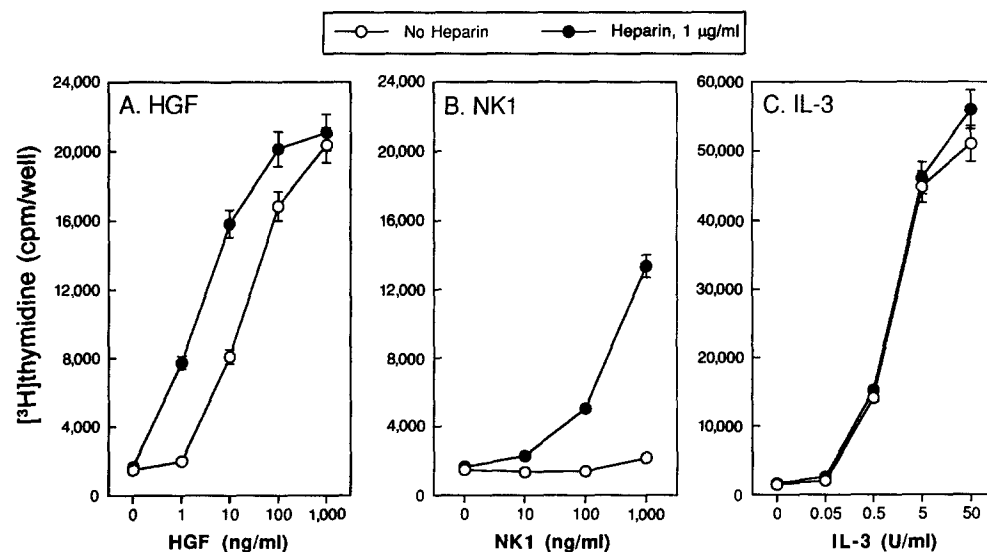 No Heparin Heparin, 1 µg/ml
[³H]thymidine (cpm/well)
A. HGF
24,000
20,000
16,000
12,000
8,000
4,000
0
0 1 10 100 1,000
HGF (ng/ml)
B. NK1
24,000
20,000
16,000
12,000
8,000
4,000
0
0 10 100 1,000
NK1 (ng/ml)
C. IL-3
60,000
50,000
40,000
30,000
20,000
10,000
0
0 0.05 0.5 5 50
IL-3 (U/ml)